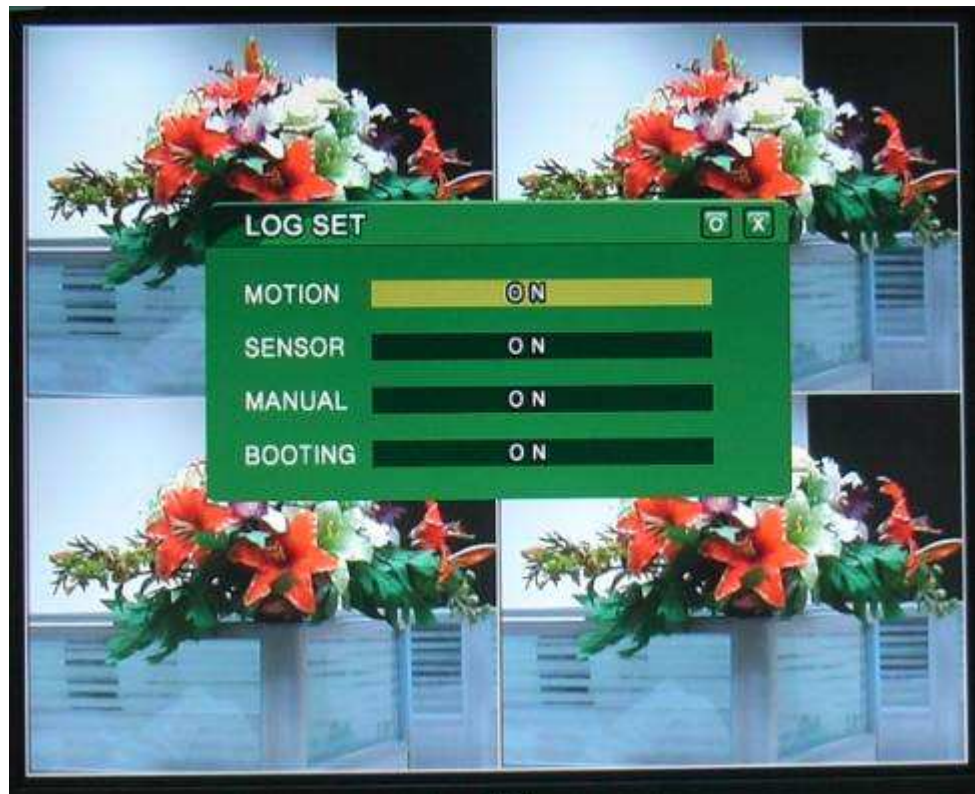 LOG SET O X
MOTION ON
SENSOR ON
MANUAL ON
BOOTING ON